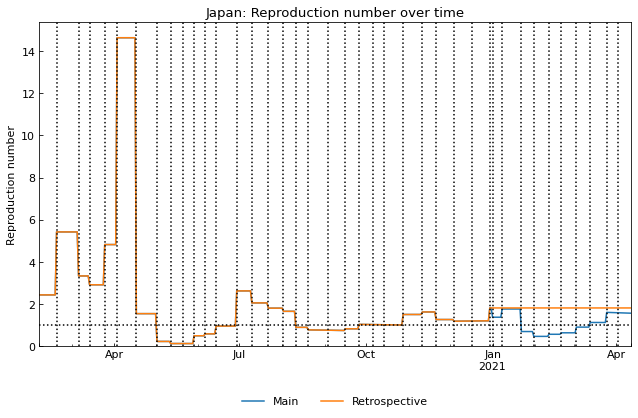 Japan: Reproduction number over time
Reproduction number
14
12
10
8
6
4
2
0
Apr
Jul
Oct
Jan
2021
Apr
Main
Retrospective